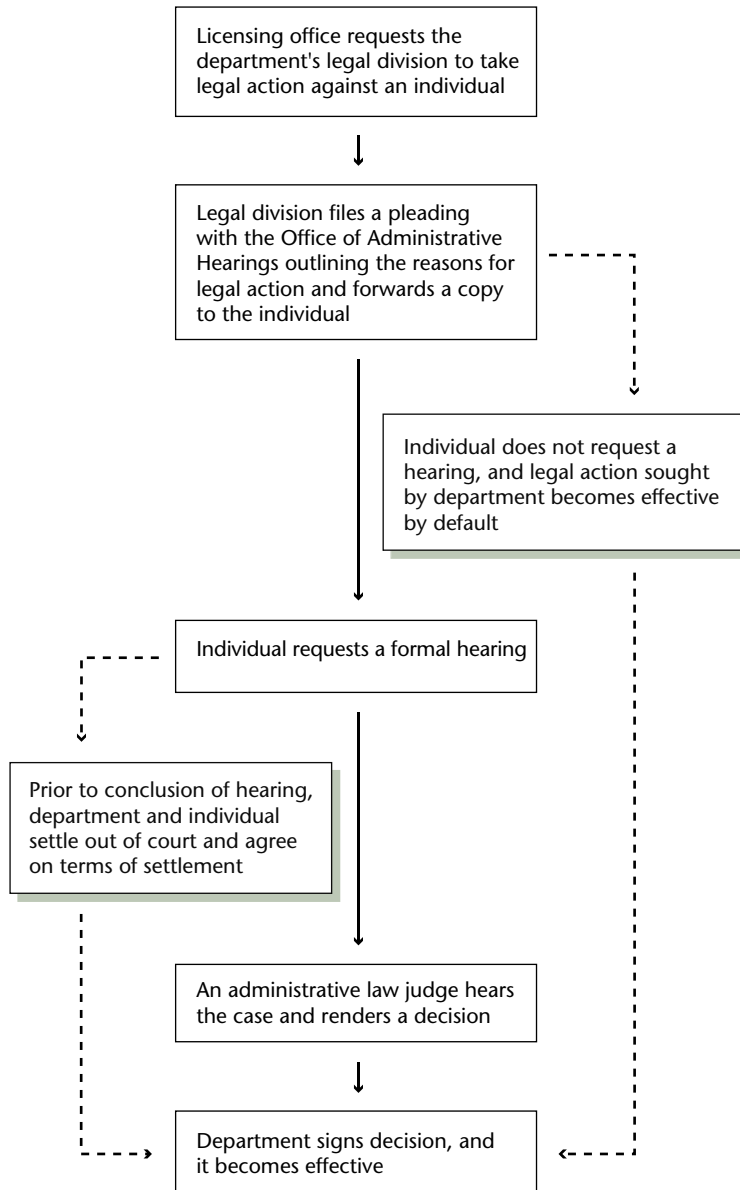 Licensing office requests the
department's legal division to take
legal action against an individual
Legal division files a pleading
with the Office of Administrative
Hearings outlining the reasons for
legal action and forwards a copy
to the individual
Individual does not request a
hearing, and legal action sought
by department becomes effective
by default
Individual requests a formal hearing
Prior to conclusion of hearing,
department and individual
settle out of court and agree
on terms of settlement
An administrative law judge hears
the case and renders a decision
Department signs decision, and
it becomes effective